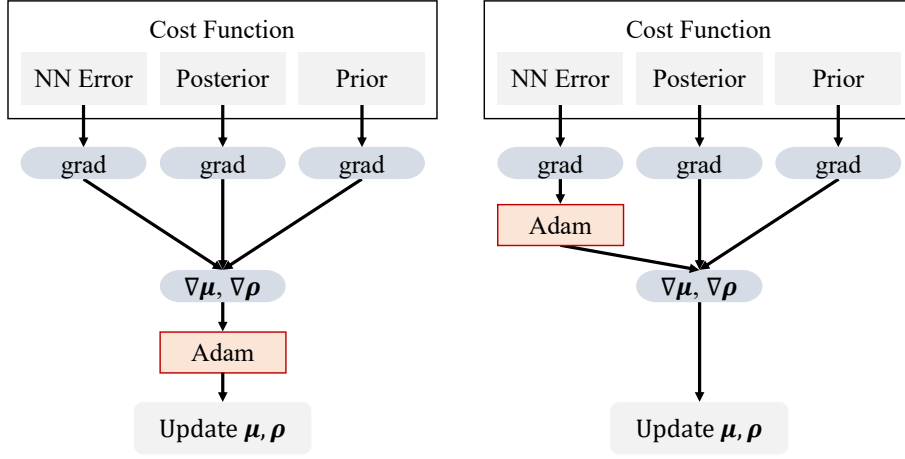 Cost Function
NN Error Posterior Prior
grad grad grad
∇μ, ∇ρ
Adam
Update μ, ρ
Cost Function
NN Error Posterior Prior
grad grad grad
Adam
∇μ, ∇ρ
Update μ, ρ